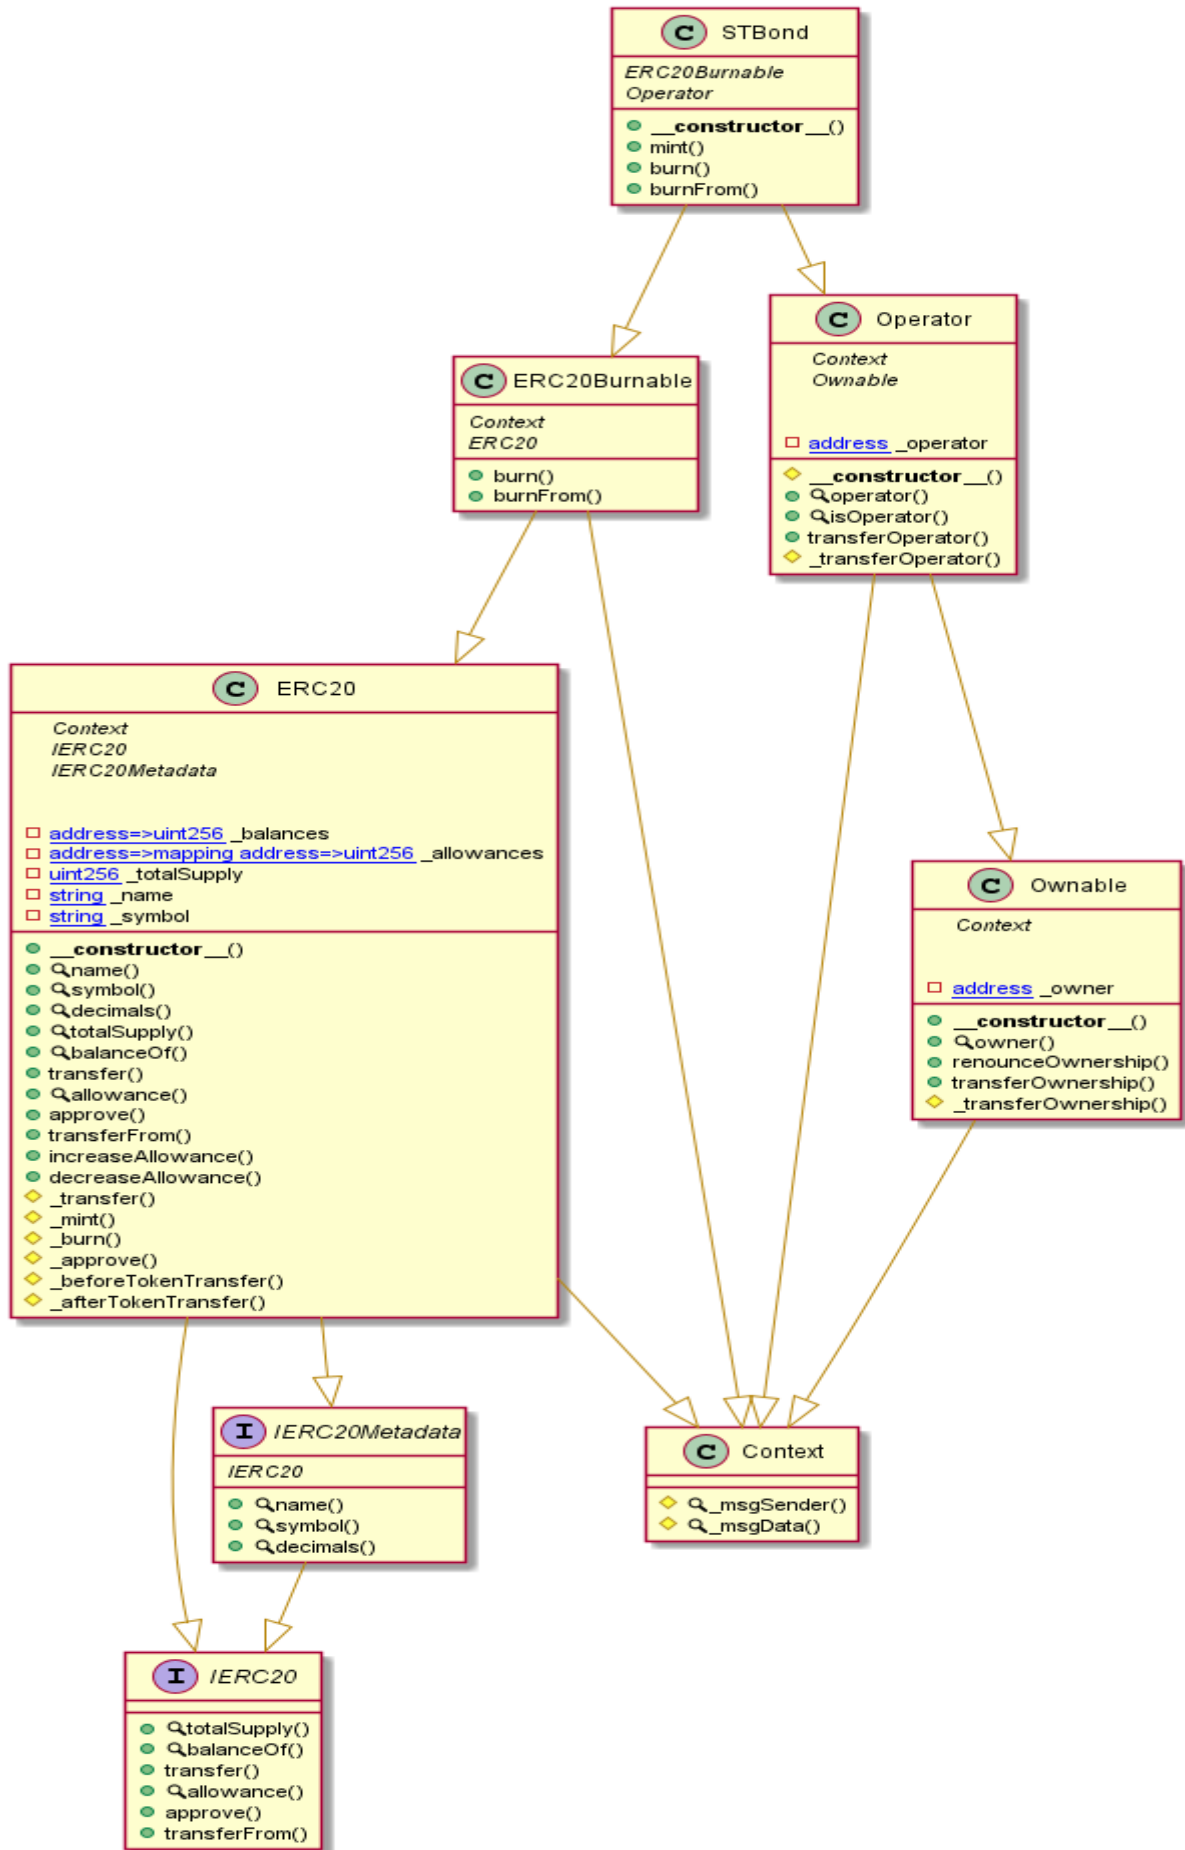 C STBond
ERC20Burnable
Operator
__constructor__()
mint()
burn()
burnFrom()
C Operator
Context
Ownable
address _operator
__constructor__()
operator()
isOperator()
transferOperator()
_transferOperator()
C ERC20Burnable
Context
ERC20
burn()
burnFrom()
C ERC20
Context
IERC20
IERC20Metadata
address=>uint256 _balances
address=>mapping address=>uint256 _allowances
uint256 _totalSupply
string _name
string _symbol
__constructor__()
name()
symbol()
decimals()
totalSupply()
balanceOf()
transfer()
allowance()
approve()
transferFrom()
increaseAllowance()
decreaseAllowance()
_transfer()
_mint()
_burn()
_approve()
_beforeTokenTransfer()
_afterTokenTransfer()
C Ownable
Context
address _owner
__constructor__()
owner()
renounceOwnership()
transferOwnership()
_transferOwnership()
I IERC20Metadata
IERC20
name()
symbol()
decimals()
C Context
_msgSender()
_msgData()
I IERC20
totalSupply()
balanceOf()
transfer()
allowance()
approve()
transferFrom()